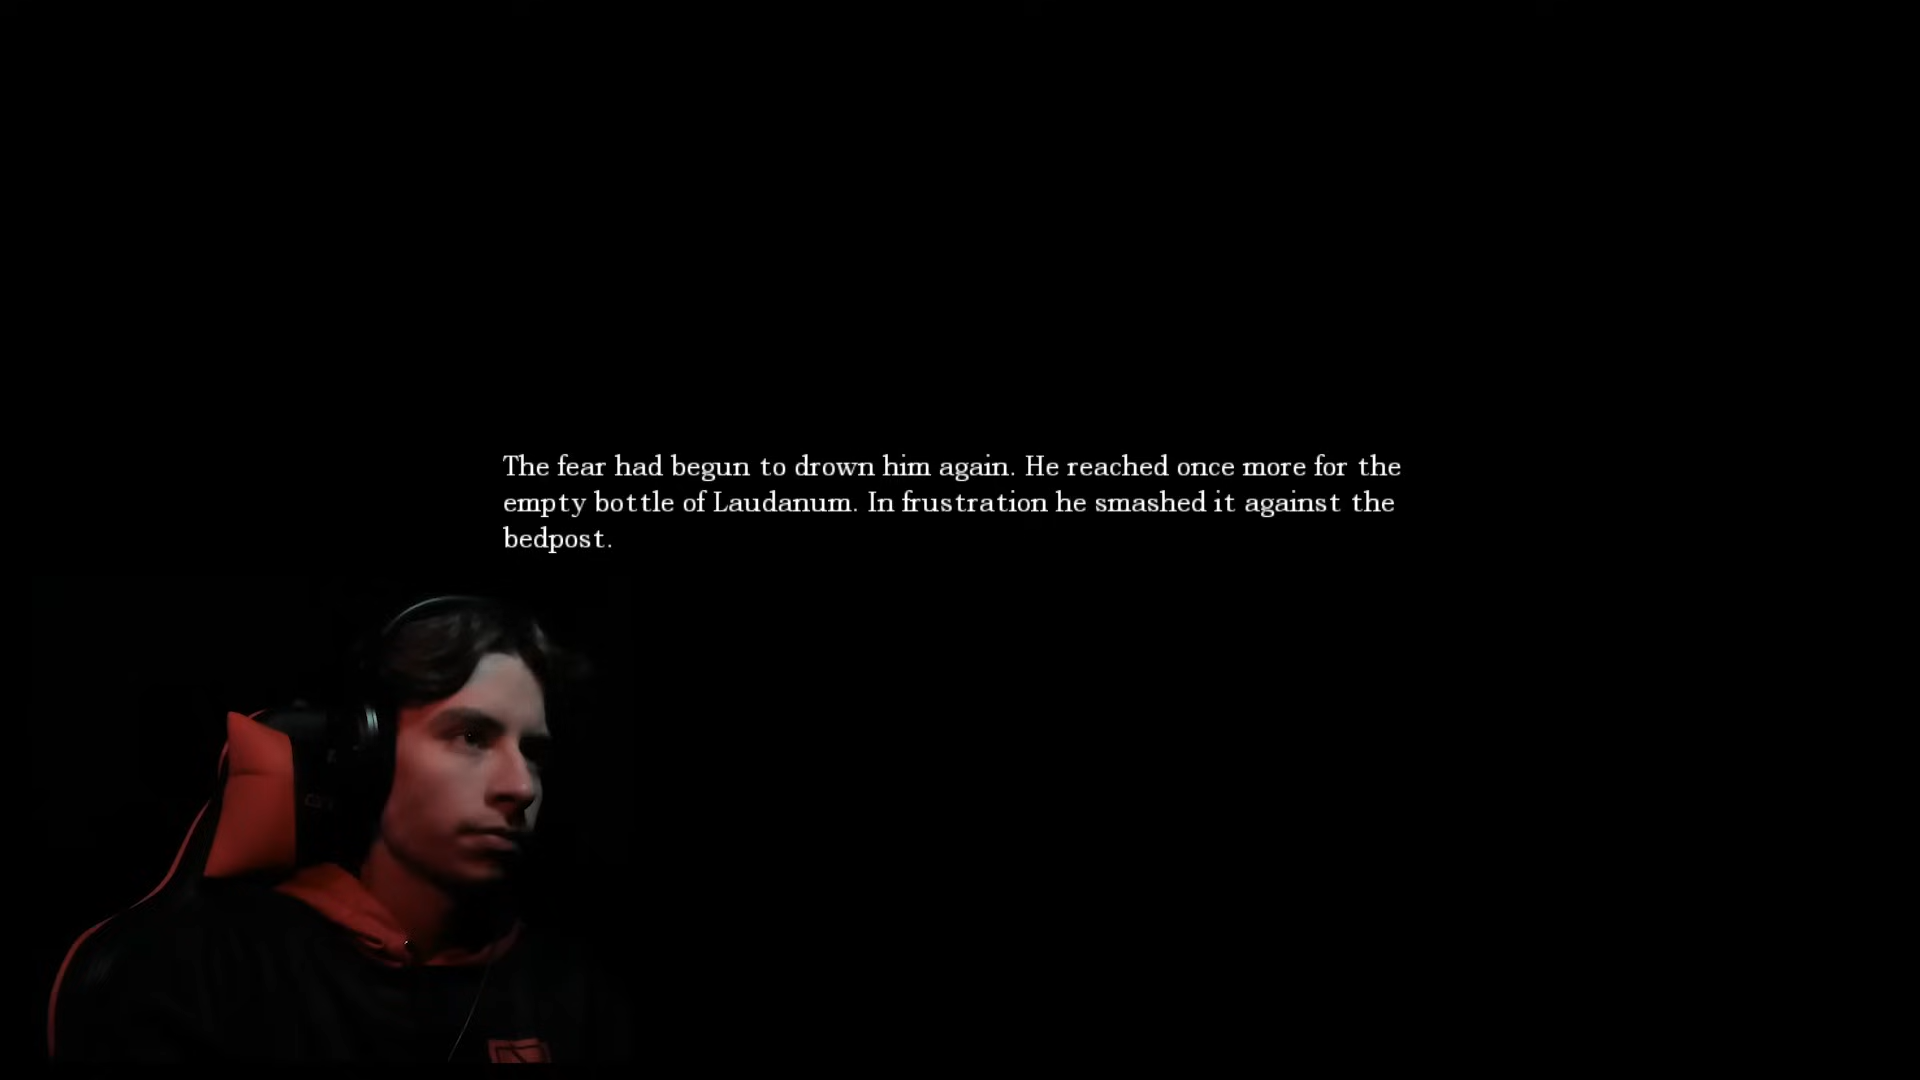 The fear had begun to drown him again. He reached once more for the
empty bottle of Laudanum. In frustration he smashed it against the
bedpost.